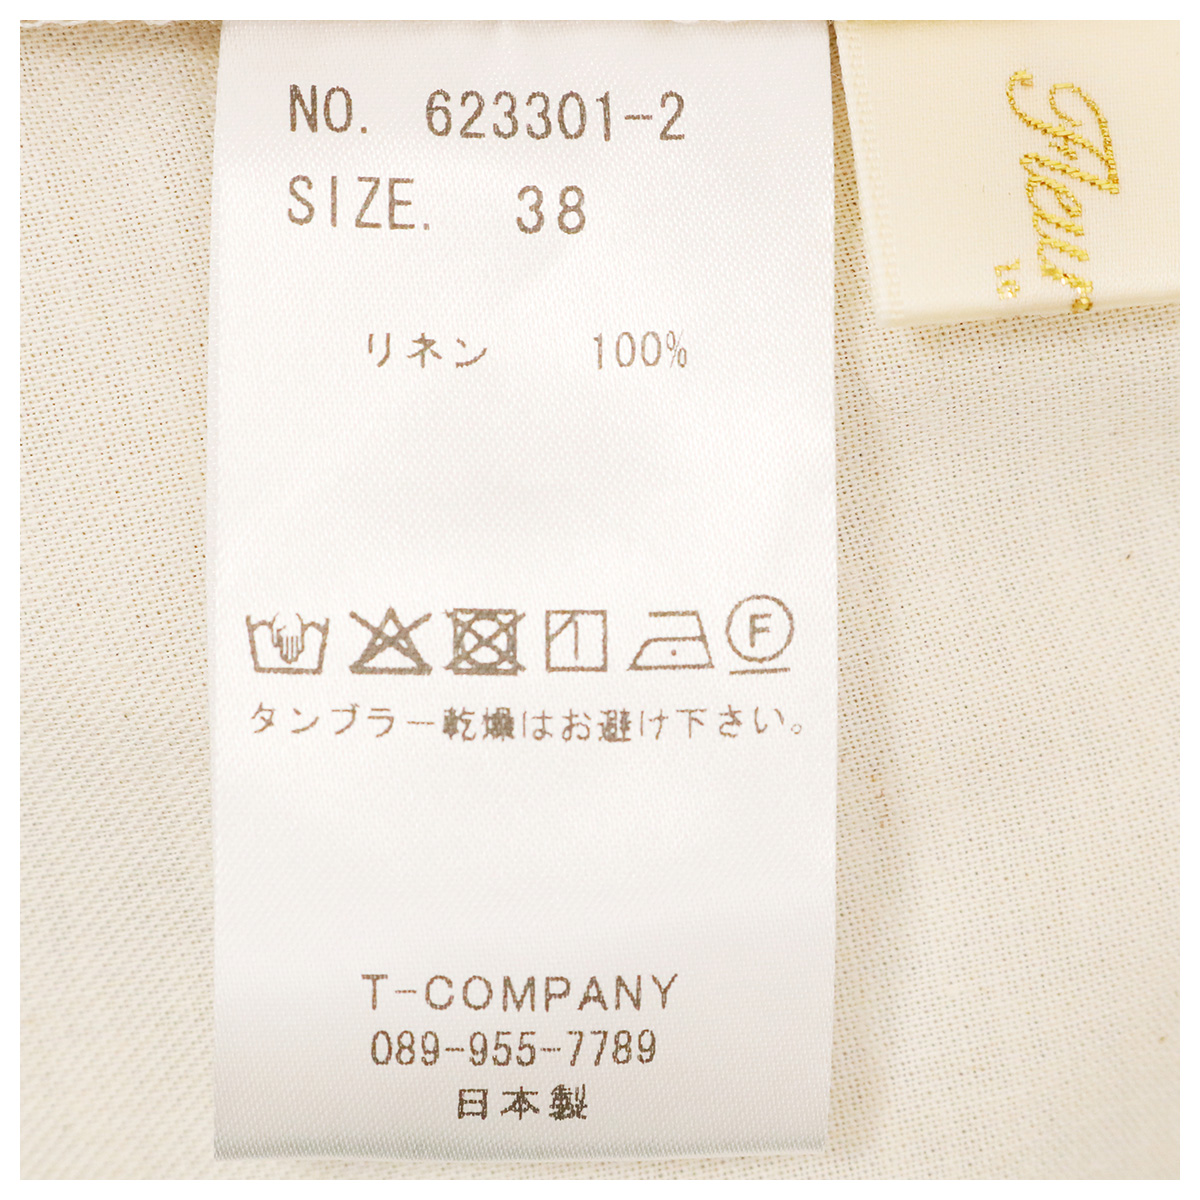 NO. 623301-2
SIZE. 38
リネン 100%
F
タンブラー乾燥はお避け下さい。
T-COMPANY
089-955-7789
日本製
Fleur